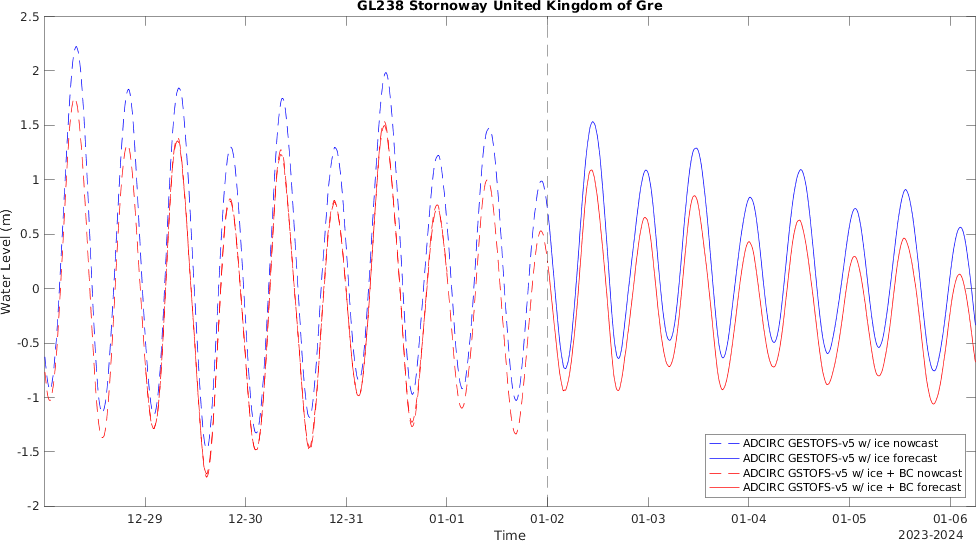 GL238 Stornoway United Kingdom of Gre
2.5
2
1.5
1
0.5
0
-0.5
-1
-1.5
-2
Water Level (m)
12-29
12-30
12-31
01-01
01-02
01-03
01-04
01-05
01-06
Time
2023-2024
ADCIRC GESTOFS-v5 w/ ice nowcast
ADCIRC GESTOFS-v5 w/ ice forecast
ADCIRC GSTOFS-v5 w/ ice + BC nowcast
ADCIRC GSTOFS-v5 w/ ice + BC forecast